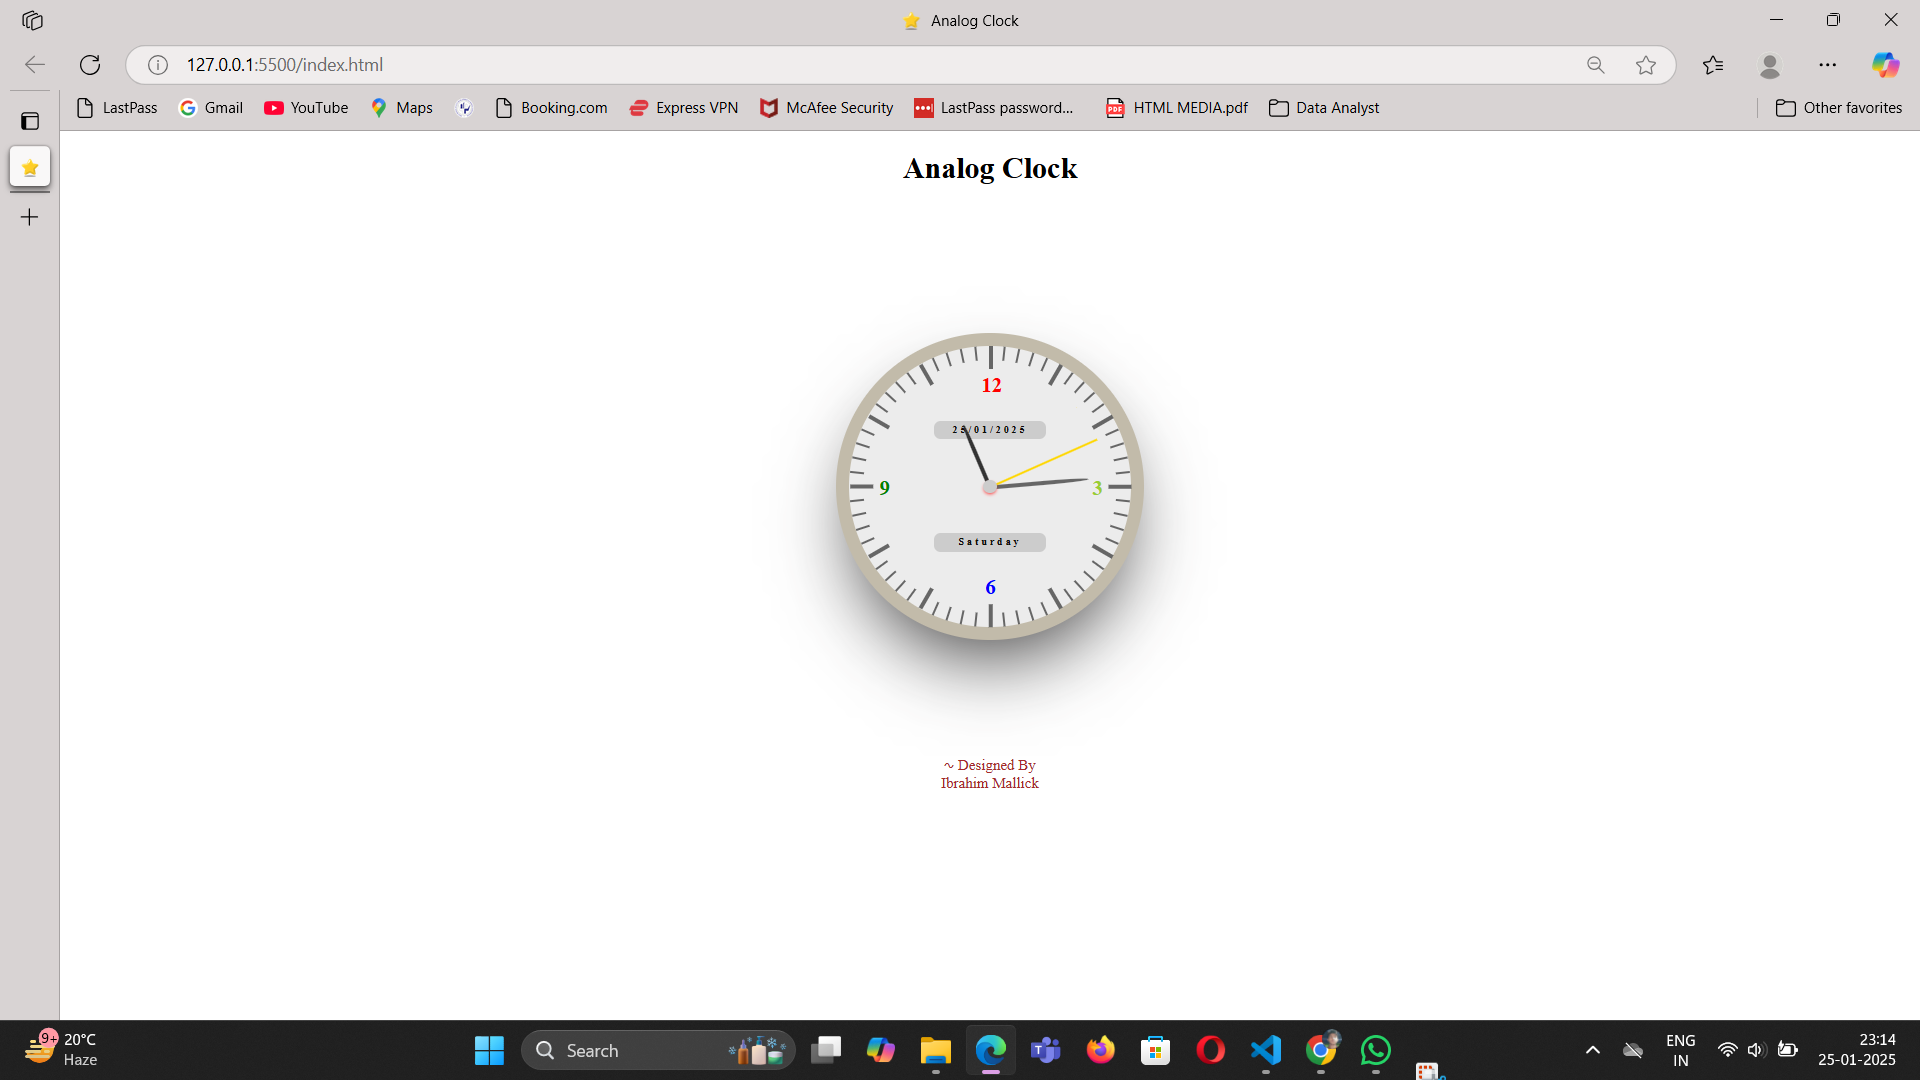 Analog Clock
127.0.0.1:5500/index.html
LastPass
Gmail
YouTube
Maps
Booking.com
Express VPN
McAfee Security
LastPass password...
HTML MEDIA.pdf
Data Analyst
Other favorites
Analog Clock
12
25/01/2025
9
3
Saturday
6
~ Designed By
Ibrahim Mallick
9+
20°C
Haze
Search
ENG
IN
23:14
25-01-2025